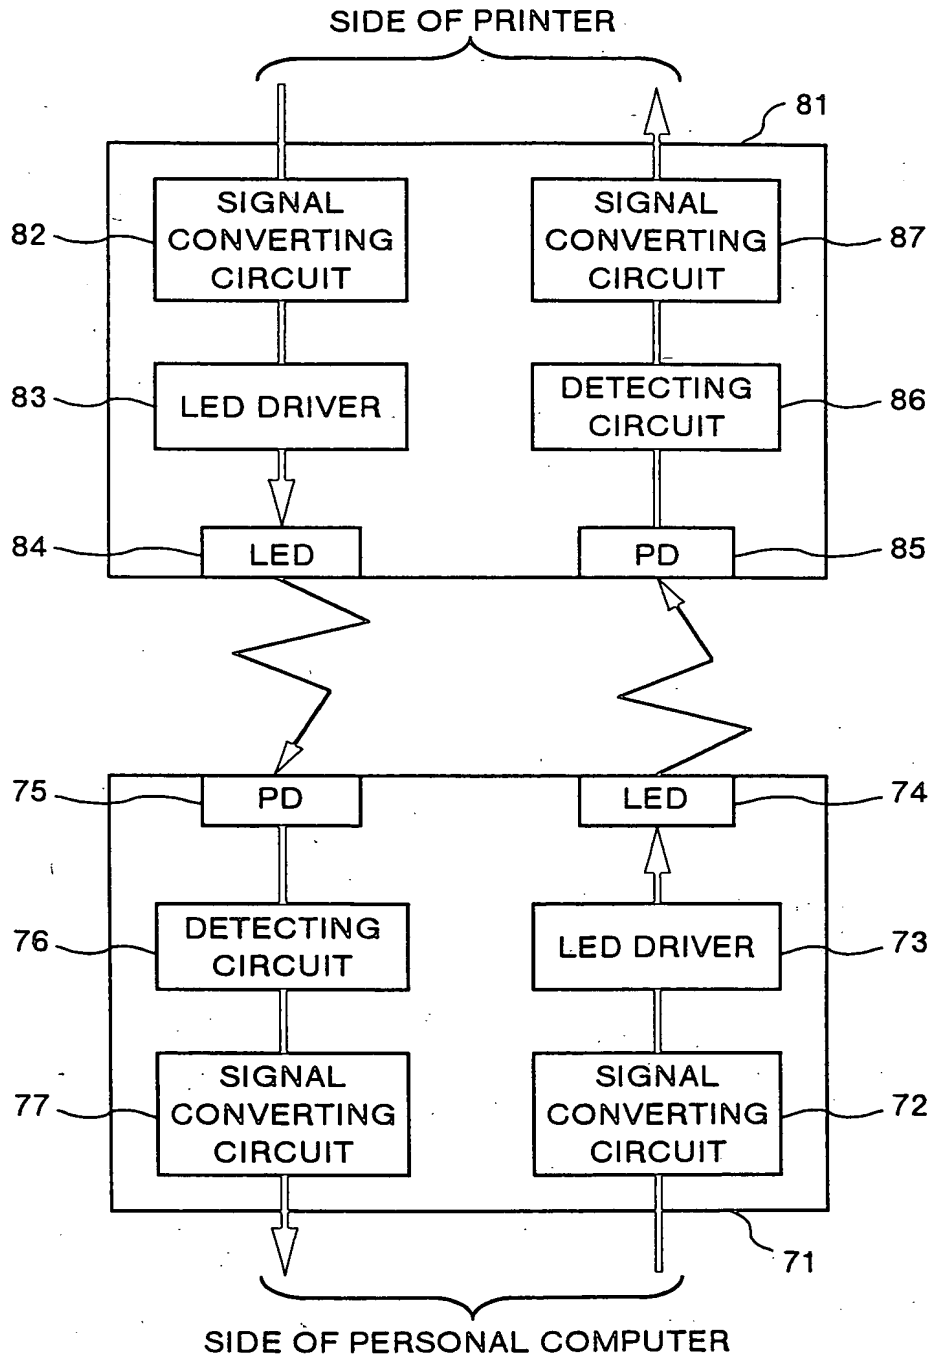 SIDE OF PRINTER
81
SIGNAL
CONVERTING
CIRCUIT
82
SIGNAL
CONVERTING
CIRCUIT
87
LED DRIVER
83
DETECTING
CIRCUIT
86
LED
84
PD
85
PD
75
LED
74
DETECTING
CIRCUIT
76
LED DRIVER
73
SIGNAL
CONVERTING
CIRCUIT
77
SIGNAL
CONVERTING
CIRCUIT
72
71
SIDE OF PERSONAL COMPUTER